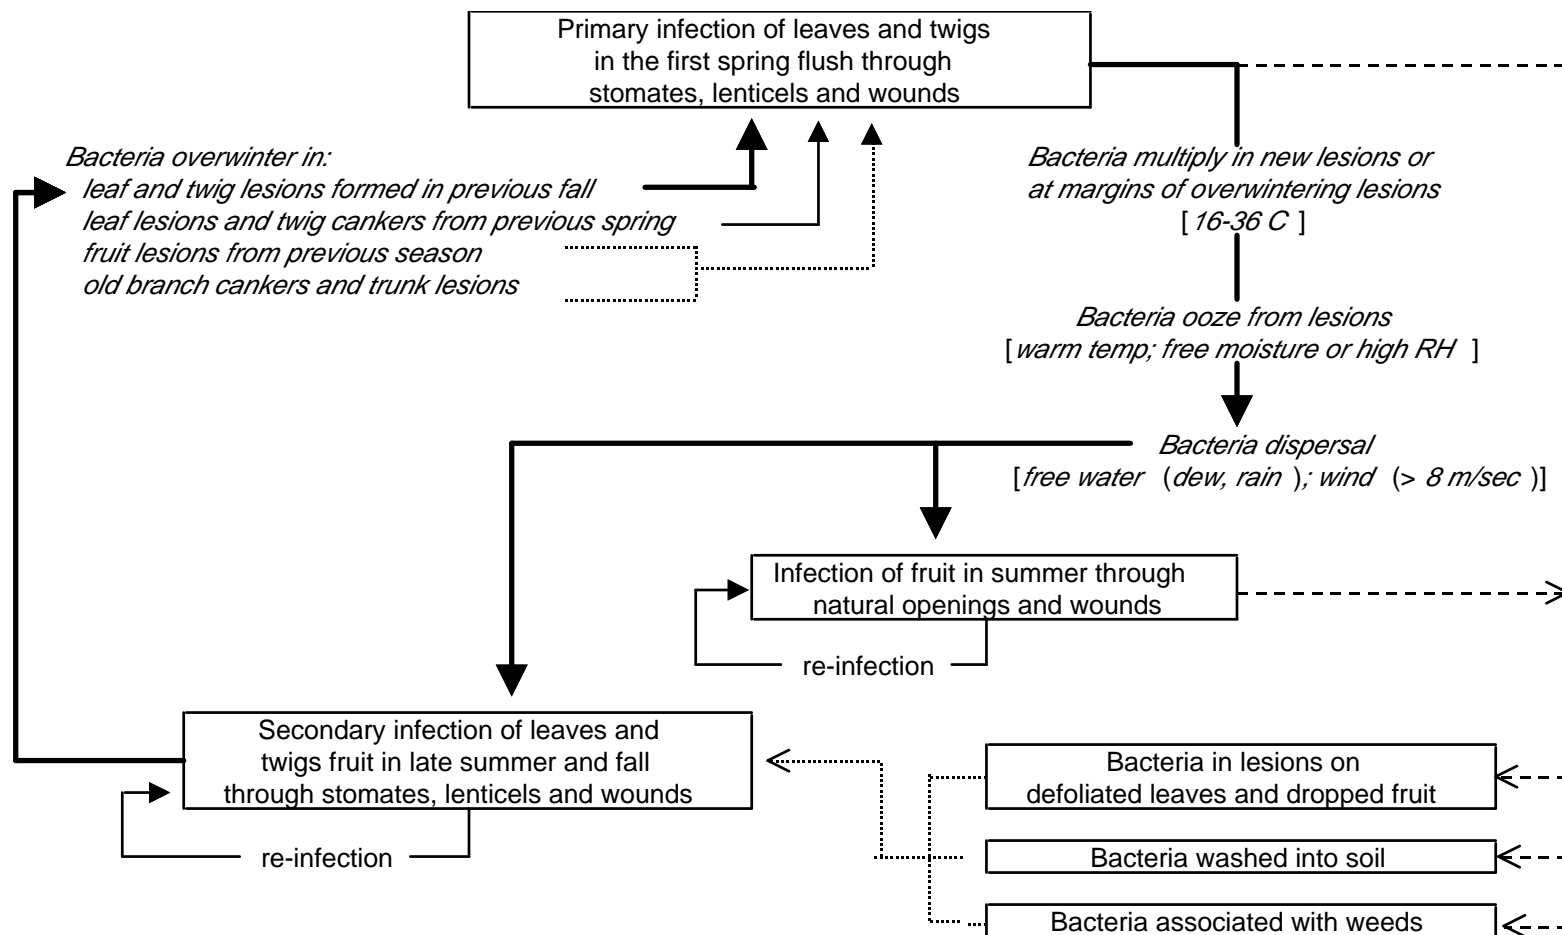 Primary infection of leaves and twigs
in the first spring flush through
stomates, lenticels and wounds
Bacteria overwinter in:
leaf and twig lesions formed in previous fall
leaf lesions and twig cankers from previous spring
fruit lesions from previous season
old branch cankers and trunk lesions
Bacteria multiply in new lesions or
at margins of overwintering lesions
[ 16-36 C ]
Bacteria ooze from lesions
[ warm temp; free moisture or high RH ]
Bacteria dispersal
[free water (dew, rain ); wind (> 8 m/sec )]
Infection of fruit in summer through
natural openings and wounds
re-infection
Secondary infection of leaves and
twigs fruit in late summer and fall
through stomates, lenticels and wounds
re-infection
Bacteria in lesions on
defoliated leaves and dropped fruit
Bacteria washed into soil
Bacteria associated with weeds